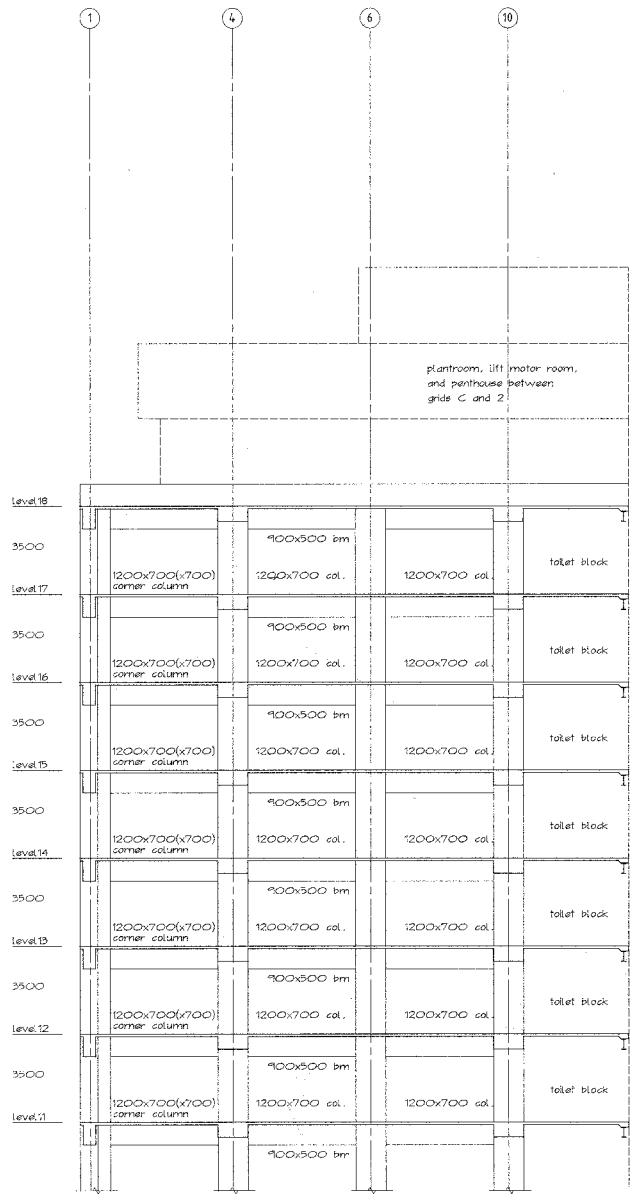 1 4 6 10
plantroom, lift motor room,
and penthouse between
grids C and 2
level 18
900x500 bm
3500
toilet block
1200x700(x700) 1200x700 col. 1200x700 col.
corner column
level 17
900x500 bm
3500
toilet block
1200x700(x700) 1200x700 col. 1200x700 col.
corner column
level 16
900x500 bm
3500
toilet block
1200x700(x700) 1200x700 col. 1200x700 col.
corner column
level 15
900x500 bm
3500
toilet block
1200x700(x700) 1200x700 col. 1200x700 col.
corner column
level 14
900x500 bm
3500
toilet block
1200x700(x700) 1200x700 col. 1200x700 col.
corner column
level 13
900x500 bm
3500
toilet block
1200x700(x700) 1200x700 col. 1200x700 col.
corner column
level 12
900x500 bm
3500
toilet block
1200x700(x700) 1200x700 col. 1200x700 col.
corner column
level 11
900x500 bm